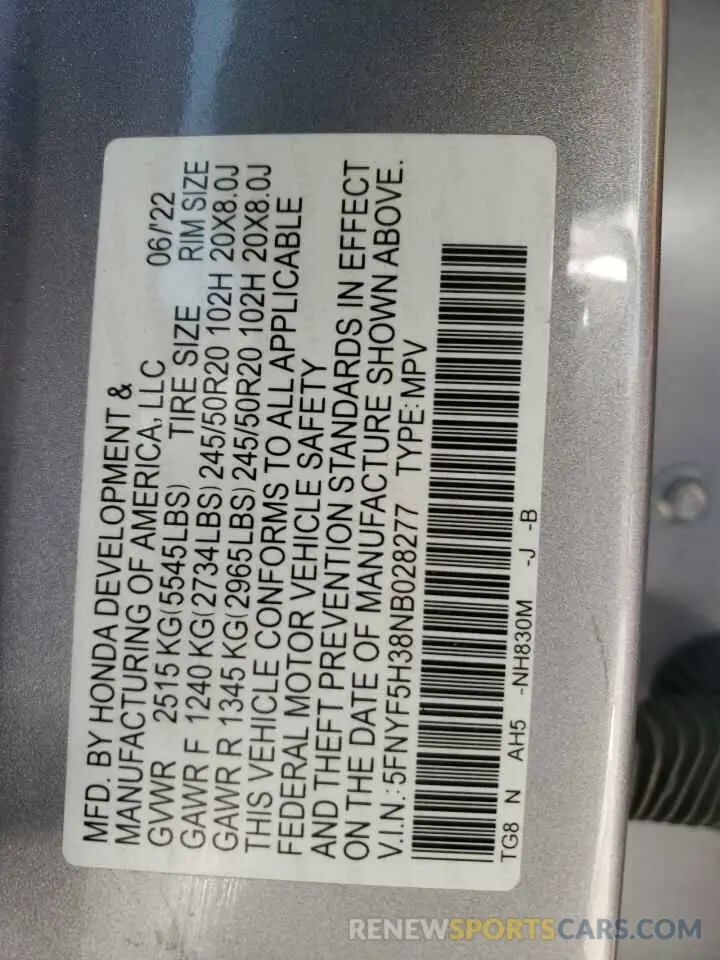 MFD. BY HONDA DEVELOPMENT &
MANUFACTURING OF AMERICA, LLC 06/'22
GVWR 2515 KG(5545LBS) TIRE SIZE RIM SIZE
GAWR F 1240 KG(2734LBS) 245/50R20 102H 20X8.0J
GAWR R 1345 KG(2965LBS) 245/50R20 102H 20X8.0J
THIS VEHICLE CONFORMS TO ALL APPLICABLE
FEDERAL MOTOR VEHICLE SAFETY
AND THEFT PREVENTION STANDARDS IN EFFECT
ON THE DATE OF MANUFACTURE SHOWN ABOVE.
V.I.N.: 5FNYF5H38NB028277 TYPE: MPV
TG8 N AH5 -NH830M -J -B
RENEWSPORTSCARS.COM